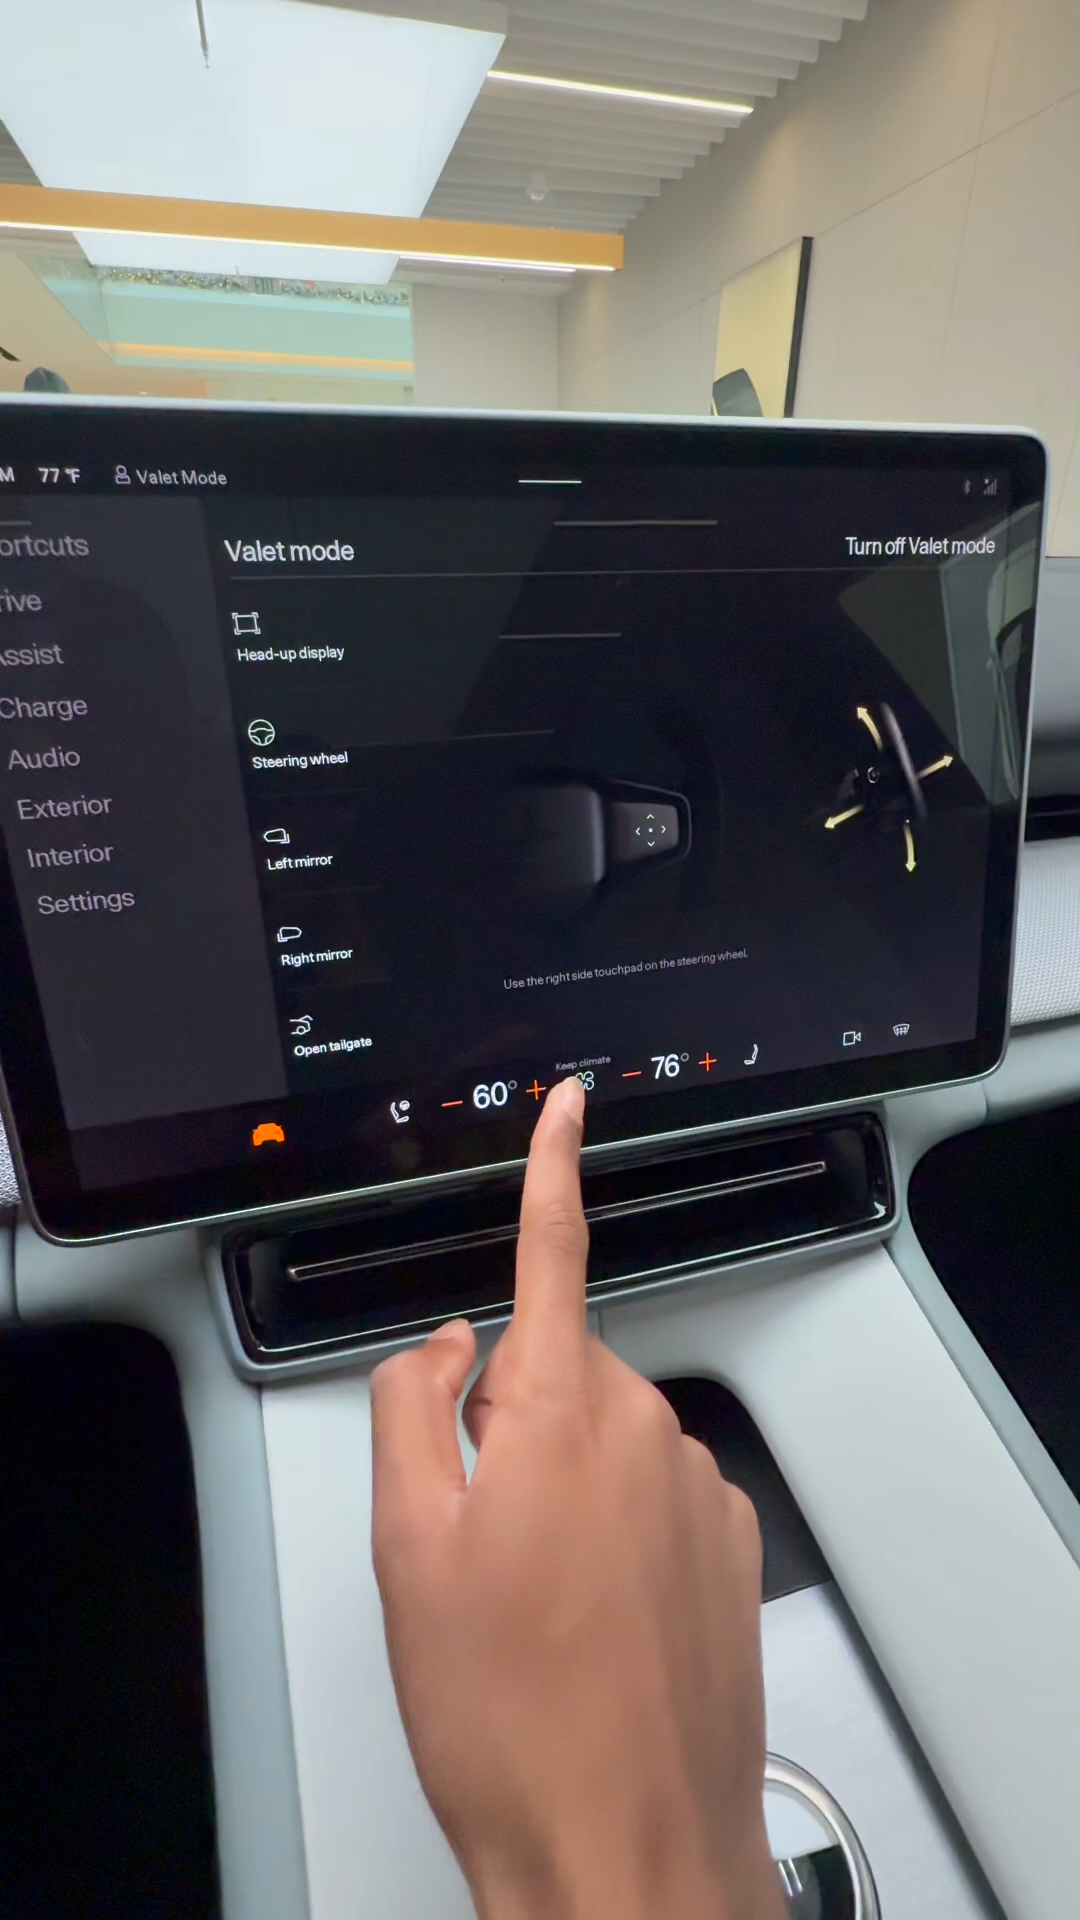 M 77 °F Valet Mode
ortcuts
rive
Assist
Charge
Audio
Exterior
Interior
Settings
Valet mode
Turn off Valet mode
Head-up display
Steering wheel
Left mirror
Right mirror
Open tailgate
Use the right side touchpad on the steering wheel.
Keep climate
− 60° +
− 76° +